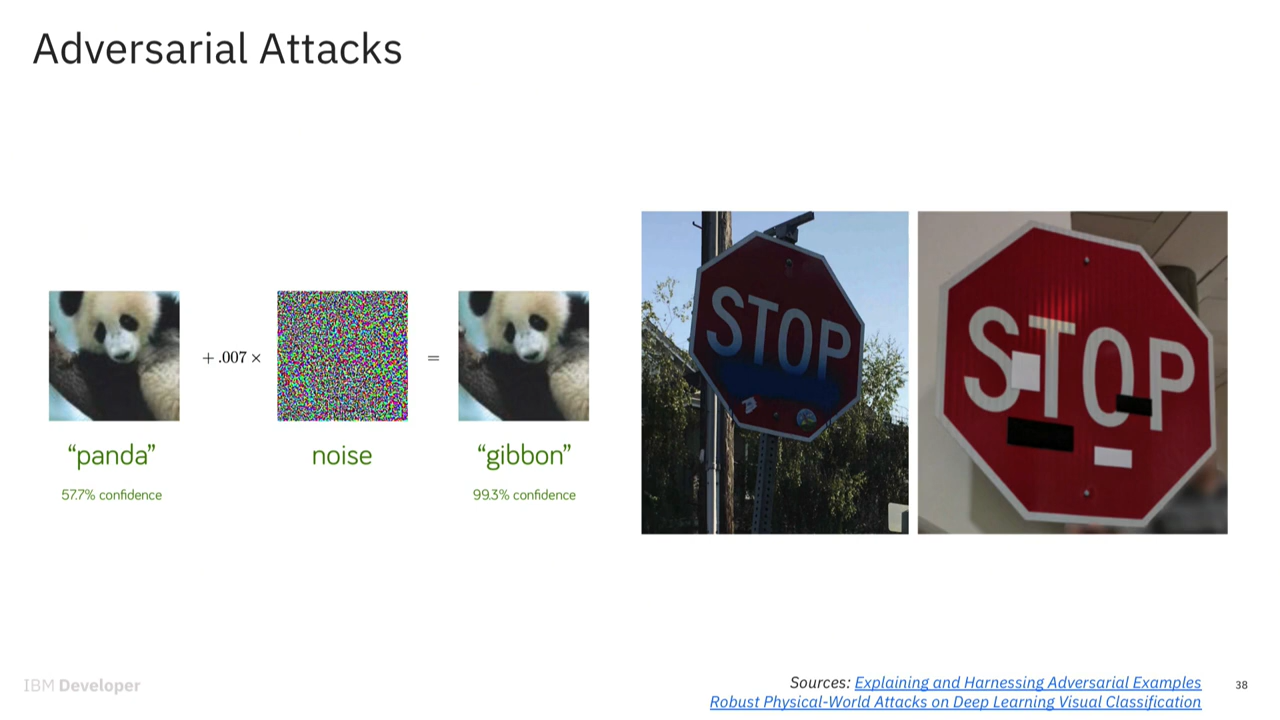 Adversarial Attacks
+ .007 ×
=
“panda”
noise
“gibbon”
57.7% confidence
99.3% confidence
STOP
STOP
IBM Developer
Sources: Explaining and Harnessing Adversarial Examples
Robust Physical-World Attacks on Deep Learning Visual Classification
38